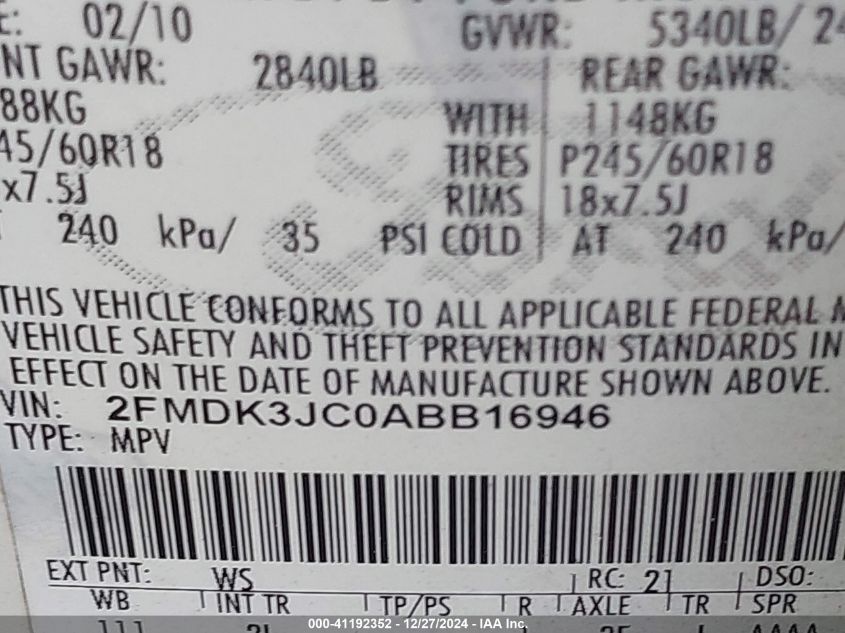 E: 02/10 GVWR: 5340LB/ 24
NT GAWR: 2840LB REAR GAWR:
88KG WITH 1148KG
45/60R18 TIRES P245/60R18
x7.5J RIMS 18x7.5J
240 kPa/ 35 PSI COLD AT 240 kPa/
THIS VEHICLE CONFORMS TO ALL APPLICABLE FEDERAL M
VEHICLE SAFETY AND THEFT PREVENTION STANDARDS IN
EFFECT ON THE DATE OF MANUFACTURE SHOWN ABOVE.
VIN: 2FMDK3JC0ABB16946
TYPE: MPV
EXT PNT: WS RC: 21 DSO:
WB INT TR TP/PS R AXLE TR SPR
000-41192352 - 12/27/2024 - IAA Inc.